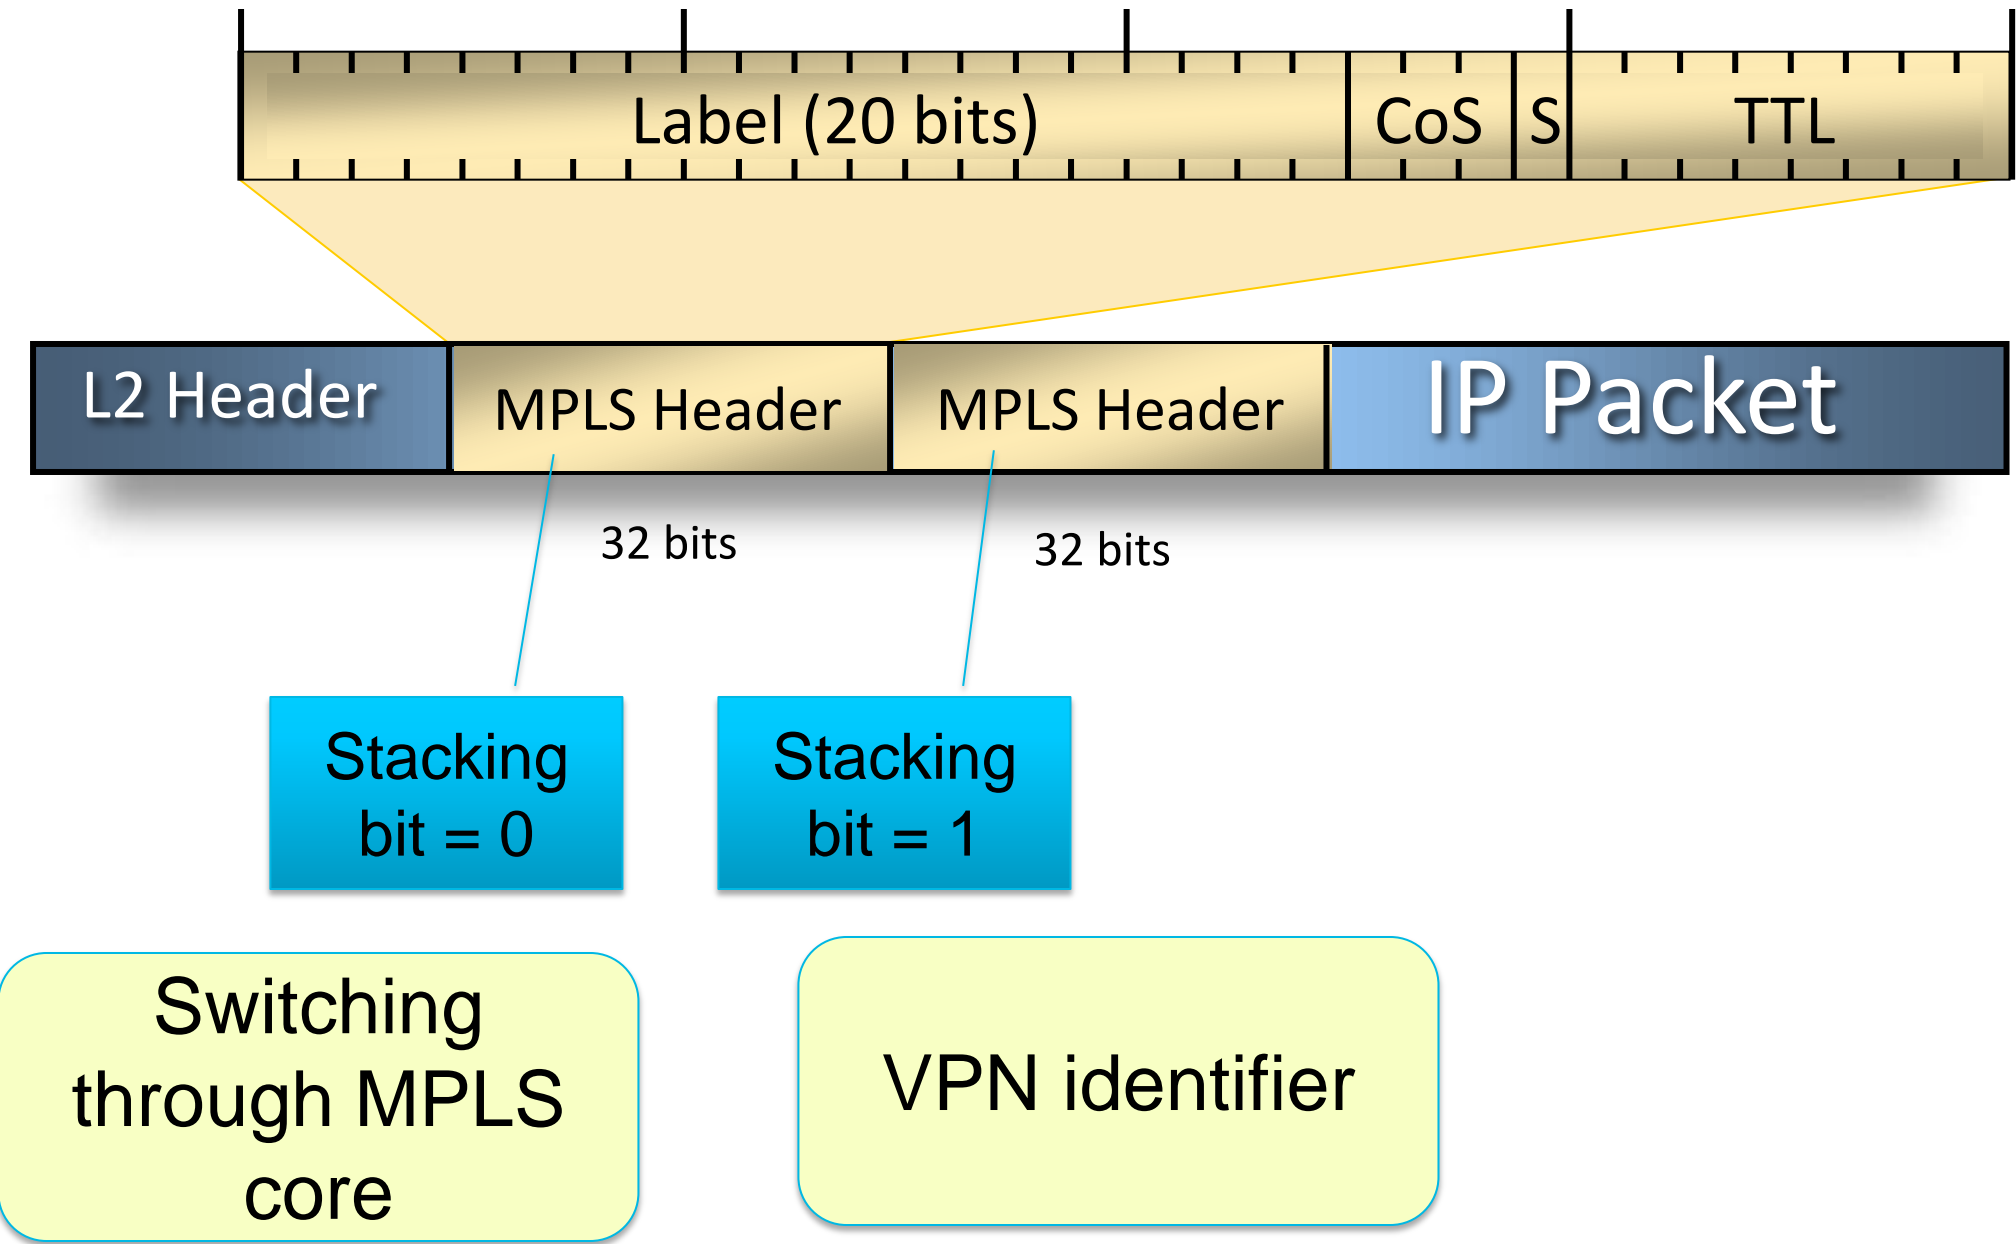 Label (20 bits) CoS S TTL
L2 Header MPLS Header MPLS Header IP Packet
32 bits 32 bits
Stacking
bit = 0
Stacking
bit = 1
Switching
through MPLS
core
VPN identifier